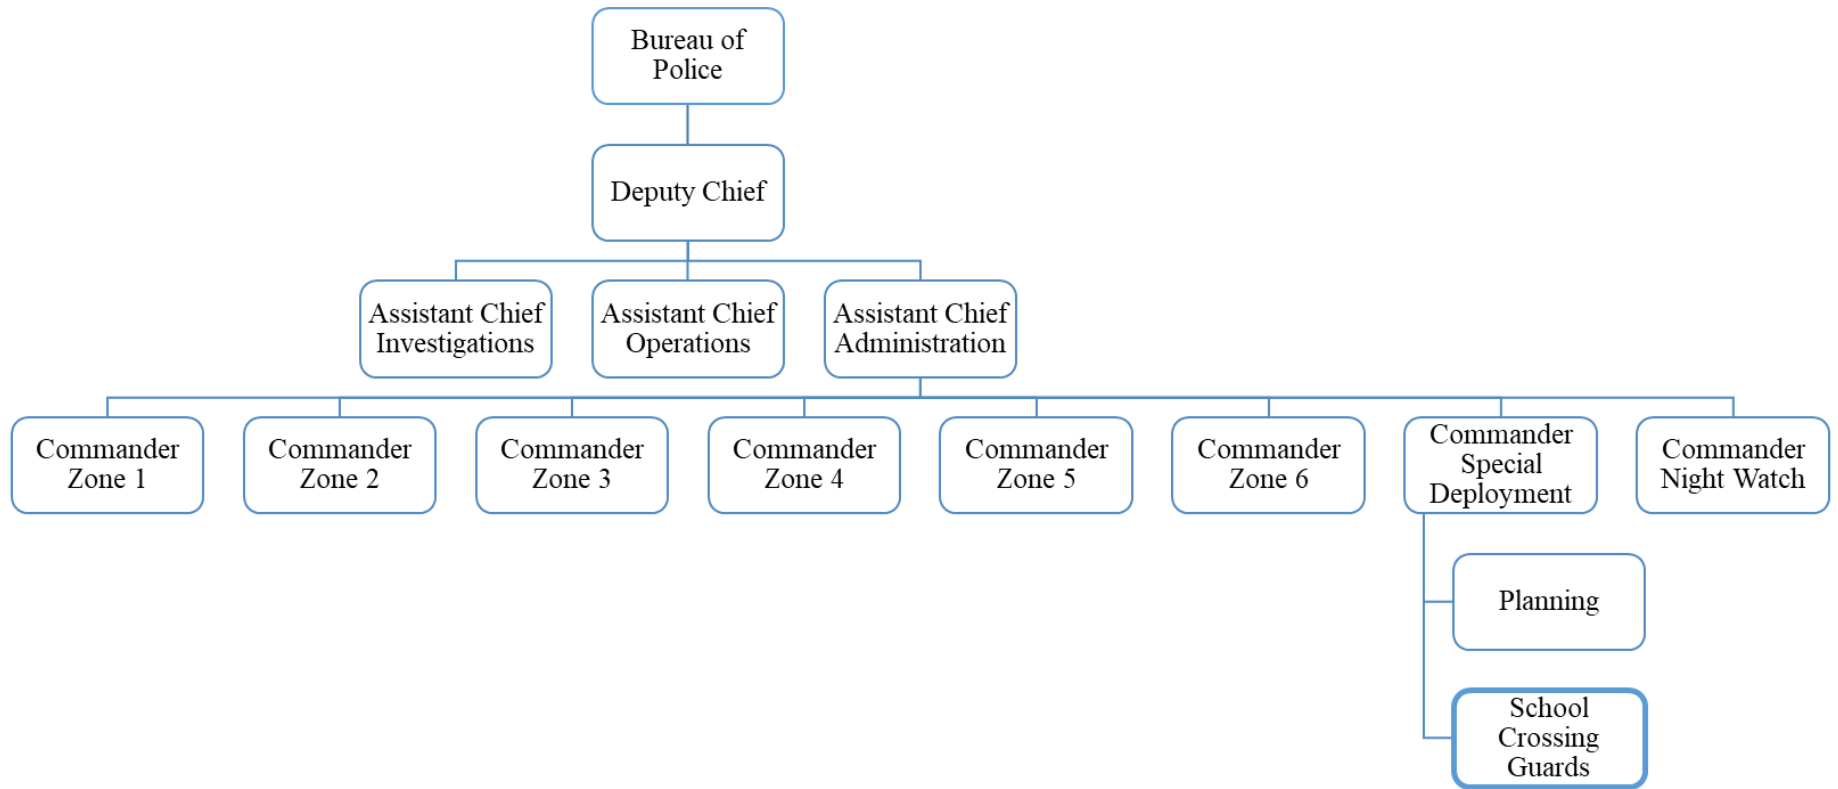 Bureau of
Police
Deputy Chief
Assistant Chief
Investigations
Assistant Chief
Operations
Assistant Chief
Administration
Commander
Zone 1
Commander
Zone 2
Commander
Zone 3
Commander
Zone 4
Commander
Zone 5
Commander
Zone 6
Commander
Special
Deployment
Commander
Night Watch
Planning
School
Crossing
Guards